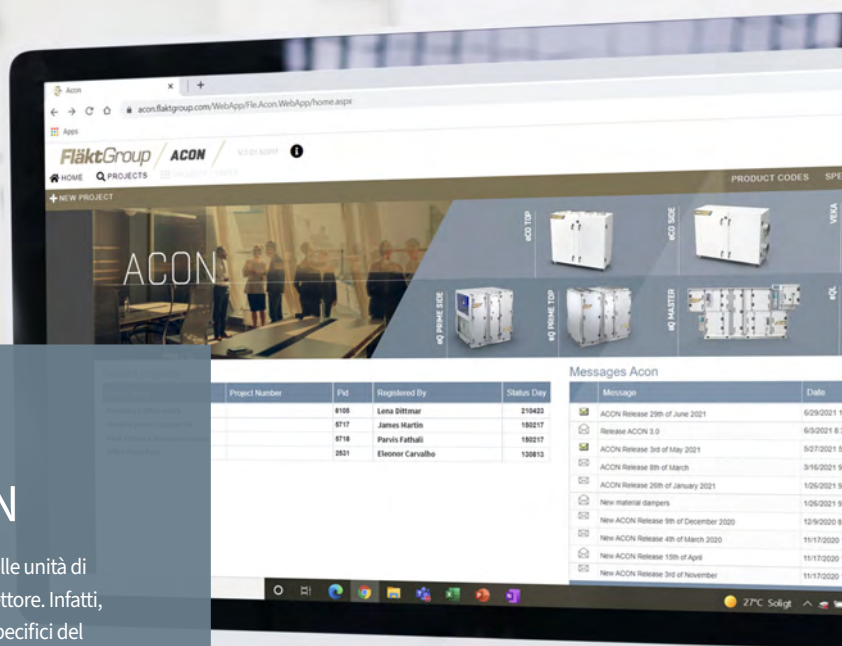 Acon
acon.flaktgroup.com/WebApp/Fle.Acon.WebApp/home.aspx
Apps
FläktGroup / ACON
HOME PROJECTS
PRODUCT CODES SPE
+ NEW PROJECT
ACON
eCO TOP
eCO SIDE
VEKA
eQ PRIME SIDE
eQ PRIME TOP
eQ MASTER
eQL
Project Number Pid Registered By Status Day
8105 Lena Dittmar 210423
5717 James Martin 150217
5718 Parvis Fathali 150217
2531 Eleonor Carvalho 130813
Messages Acon
Message Date
ACON Release 29th of June 2021 6/29/2021 1
Release ACON 3.0 6/3/2021 8:
ACON Release 3rd of May 2021 5/27/2021 5
ACON Release 8th of March 3/16/2021 9
ACON Release 26th of January 2021 1/26/2021 9
New material dampers 1/26/2021 9
New ACON Release 9th of December 2020 12/9/2020 8
New ACON Release 4th of March 2020 11/17/2020
New ACON Release 15th of April 11/17/2020
New ACON Release 3rd of November 11/17/2020
27°C Soligt
N
lle unità di
ttore. Infatti,
pecifici del